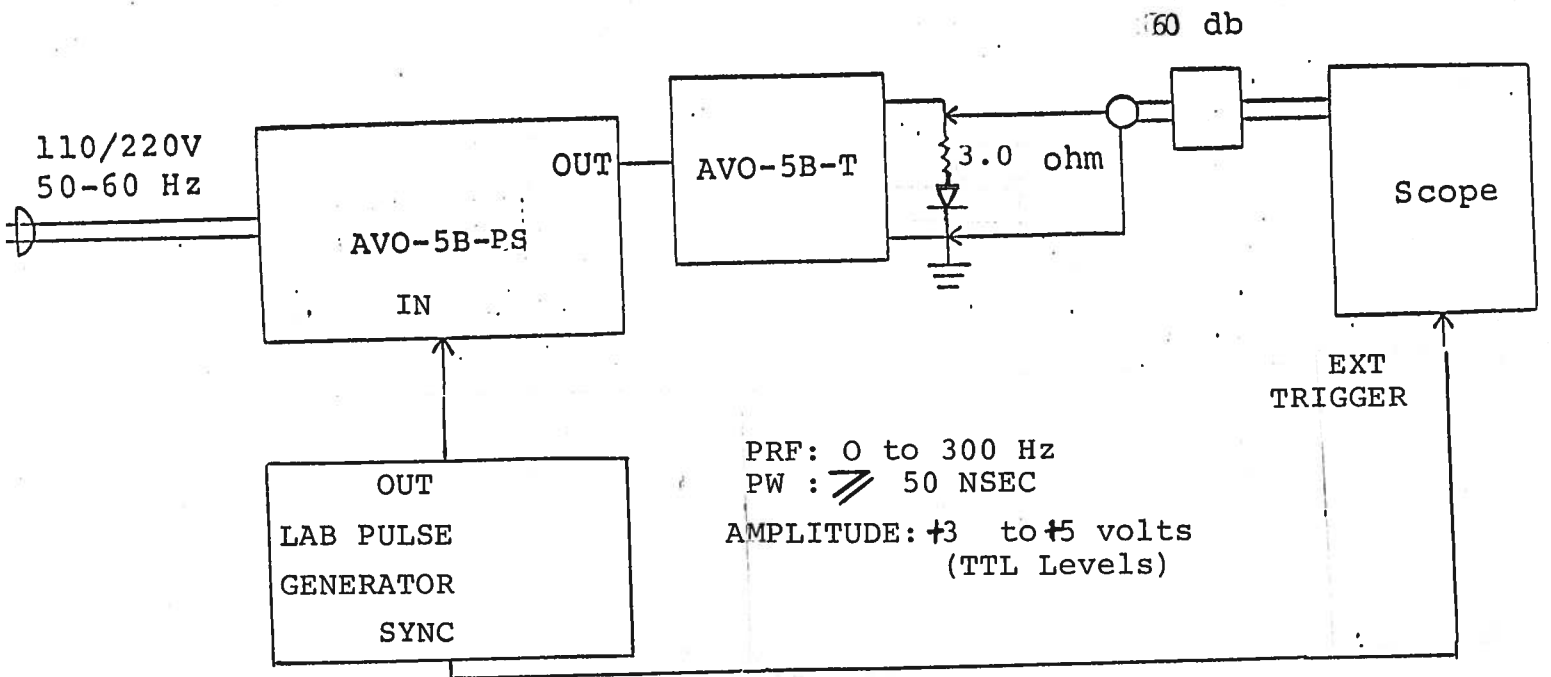 60 db
110/220V
50-60 Hz
OUT
AVO-5B-PS
IN
AVO-5B-T
3.0 ohm
Scope
EXT
TRIGGER
OUT
LAB PULSE
GENERATOR
SYNC
PRF: 0 to 300 Hz
PW : ⩾ 50 NSEC
AMPLITUDE: +3 to +5 volts
(TTL Levels)